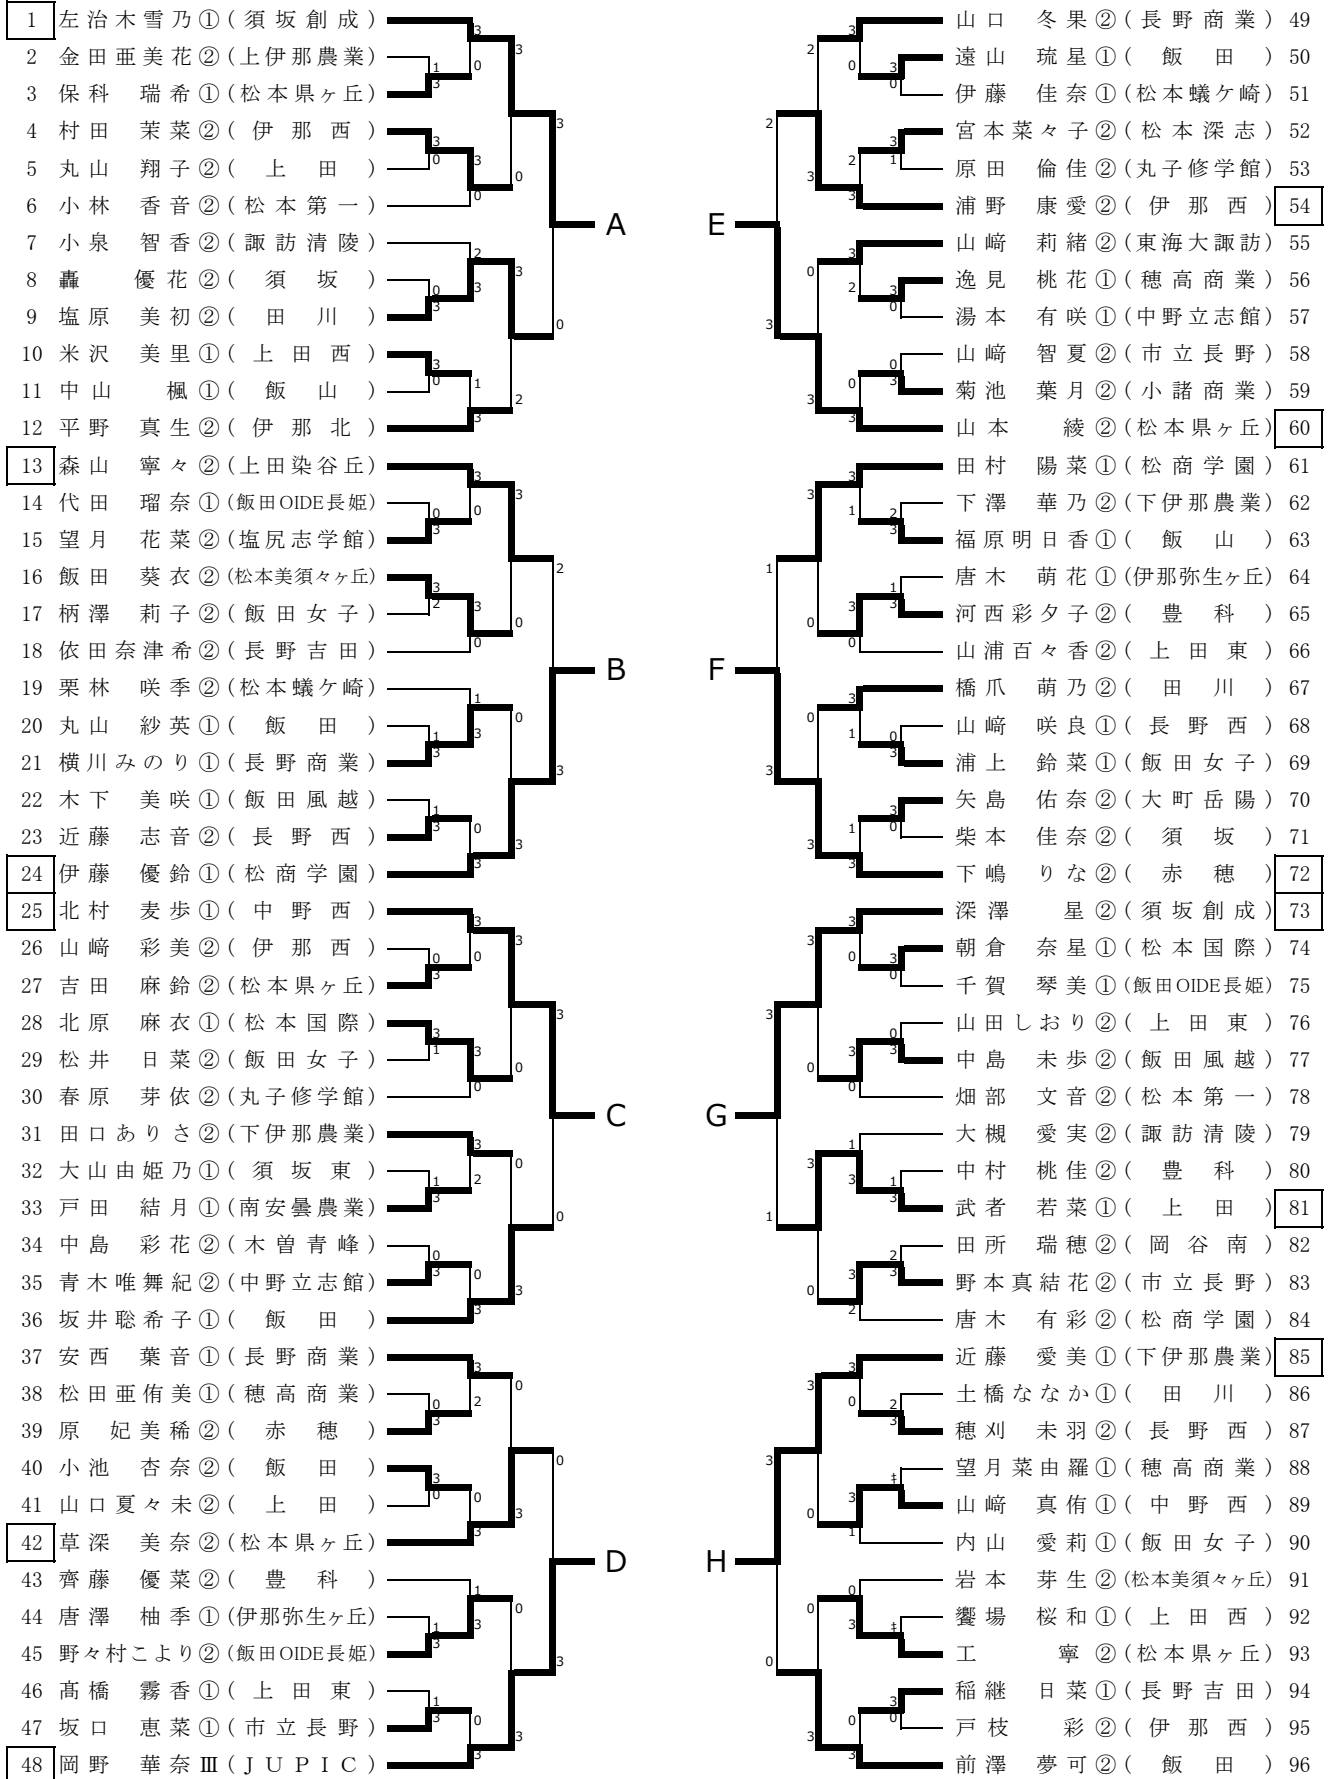 1 左治木雪乃①(須坂創成)
2 金田亜美花②(上伊那農業)
3 保科 瑞希①(松本県ヶ丘)
4 村田 茉菜②(伊那西)
5 丸山 翔子②(上田)
6 小林 香音②(松本第一)
7 小泉 智香②(諏訪清陵)
8 轟 優花②(須坂)
9 塩原 美初②(田川)
10 米沢 美里①(上田西)
11 中山 楓①(飯山)
12 平野 真生②(伊那北)
13 森山 寧々②(上田染谷丘)
14 代田 瑠奈①(飯田OIDE長姫)
15 望月 花菜②(塩尻志学館)
16 飯田 葵衣②(松本美須々ヶ丘)
17 柄澤 莉子②(飯田女子)
18 依田奈津希②(長野吉田)
19 栗林 咲季②(松本蟻ケ崎)
20 丸山 紗英①(飯田)
21 横川みのり①(長野商業)
22 木下 美咲①(飯田風越)
23 近藤 志音②(長野西)
24 伊藤 優鈴①(松商学園)
25 北村 麦歩①(中野西)
26 山﨑 彩美②(伊那西)
27 吉田 麻鈴②(松本県ヶ丘)
28 北原 麻衣①(松本国際)
29 松井 日菜②(飯田女子)
30 春原 芽依②(丸子修学館)
31 田口ありさ②(下伊那農業)
32 大山由姫乃①(須坂東)
33 戸田 結月①(南安曇農業)
34 中島 彩花②(木曽青峰)
35 青木唯舞紀②(中野立志館)
36 坂井聡希子①(飯田)
37 安西 葉音①(長野商業)
38 松田亜侑美①(穂高商業)
39 原 妃美稀②(赤穂)
40 小池 杏奈②(飯田)
41 山口夏々未②(上田)
42 草深 美奈②(松本県ヶ丘)
43 齊藤 優菜②(豊科)
44 唐澤 柚季①(伊那弥生ヶ丘)
45 野々村こより②(飯田OIDE長姫)
46 髙橋 霧香①(上田東)
47 坂口 恵菜①(市立長野)
48 岡野 華奈Ⅲ(JUPIC)
A
B
C
D
E
F
G
H
山口 冬果②(長野商業) 49
遠山 琉星①(飯田) 50
伊藤 佳奈①(松本蟻ケ崎) 51
宮本菜々子②(松本深志) 52
原田 倫佳②(丸子修学館) 53
浦野 康愛②(伊那西) 54
山﨑 莉緒②(東海大諏訪) 55
逸見 桃花①(穂高商業) 56
湯本 有咲①(中野立志館) 57
山﨑 智夏②(市立長野) 58
菊池 葉月②(小諸商業) 59
山本 綾②(松本県ヶ丘) 60
田村 陽菜①(松商学園) 61
下澤 華乃②(下伊那農業) 62
福原明日香①(飯山) 63
唐木 萌花①(伊那弥生ヶ丘) 64
河西彩夕子②(豊科) 65
山浦百々香②(上田東) 66
橋爪 萌乃②(田川) 67
山﨑 咲良①(長野西) 68
浦上 鈴菜①(飯田女子) 69
矢島 佑奈②(大町岳陽) 70
柴本 佳奈②(須坂) 71
下嶋 りな②(赤穂) 72
深澤 星②(須坂創成) 73
朝倉 奈星①(松本国際) 74
千賀 琴美①(飯田OIDE長姫) 75
山田しおり②(上田東) 76
中島 未歩②(飯田風越) 77
畑部 文音②(松本第一) 78
大槻 愛実②(諏訪清陵) 79
中村 桃佳②(豊科) 80
武者 若菜①(上田) 81
田所 瑞穂②(岡谷南) 82
野本真結花②(市立長野) 83
唐木 有彩②(松商学園) 84
近藤 愛美①(下伊那農業) 85
土橋ななか①(田川) 86
穂刈 未羽②(長野西) 87
望月菜由羅①(穂高商業) 88
山﨑 真侑①(中野西) 89
内山 愛莉①(飯田女子) 90
岩本 芽生②(松本美須々ヶ丘) 91
饗場 桜和①(上田西) 92
工 寧②(松本県ヶ丘) 93
稲継 日菜①(長野吉田) 94
戸枝 彩②(伊那西) 95
前澤 夢可②(飯田) 96